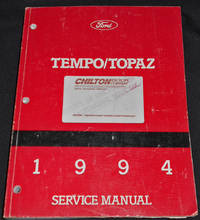 Ford
TEMPO/TOPAZ
CHILTON
1994
SERVICE MANUAL